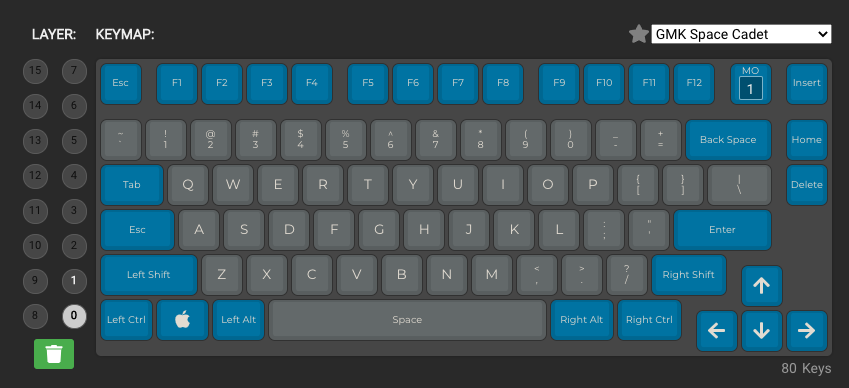 LAYER: KEYMAP: GMK Space Cadet
15 7 Esc F1 F2 F3 F4 F5 F6 F7 F8 F9 F10 F11 F12 MO 1 Insert
14 6
~ ! @ # $ % ^ & * ( ) _ +
13 5 ` 1 2 3 4 5 6 7 8 9 0 - = Back Space Home
12 4 Tab Q W E R T Y U I O P { [ } ] | \ Delete
11 3 Esc A S D F G H J K L : ; " ' Enter
10 2
9 1 Left Shift Z X C V B N M < , > . ? / Right Shift ↑
8 0 Left Ctrl Left Alt Space Right Alt Right Ctrl ← ↓ →
80 Keys